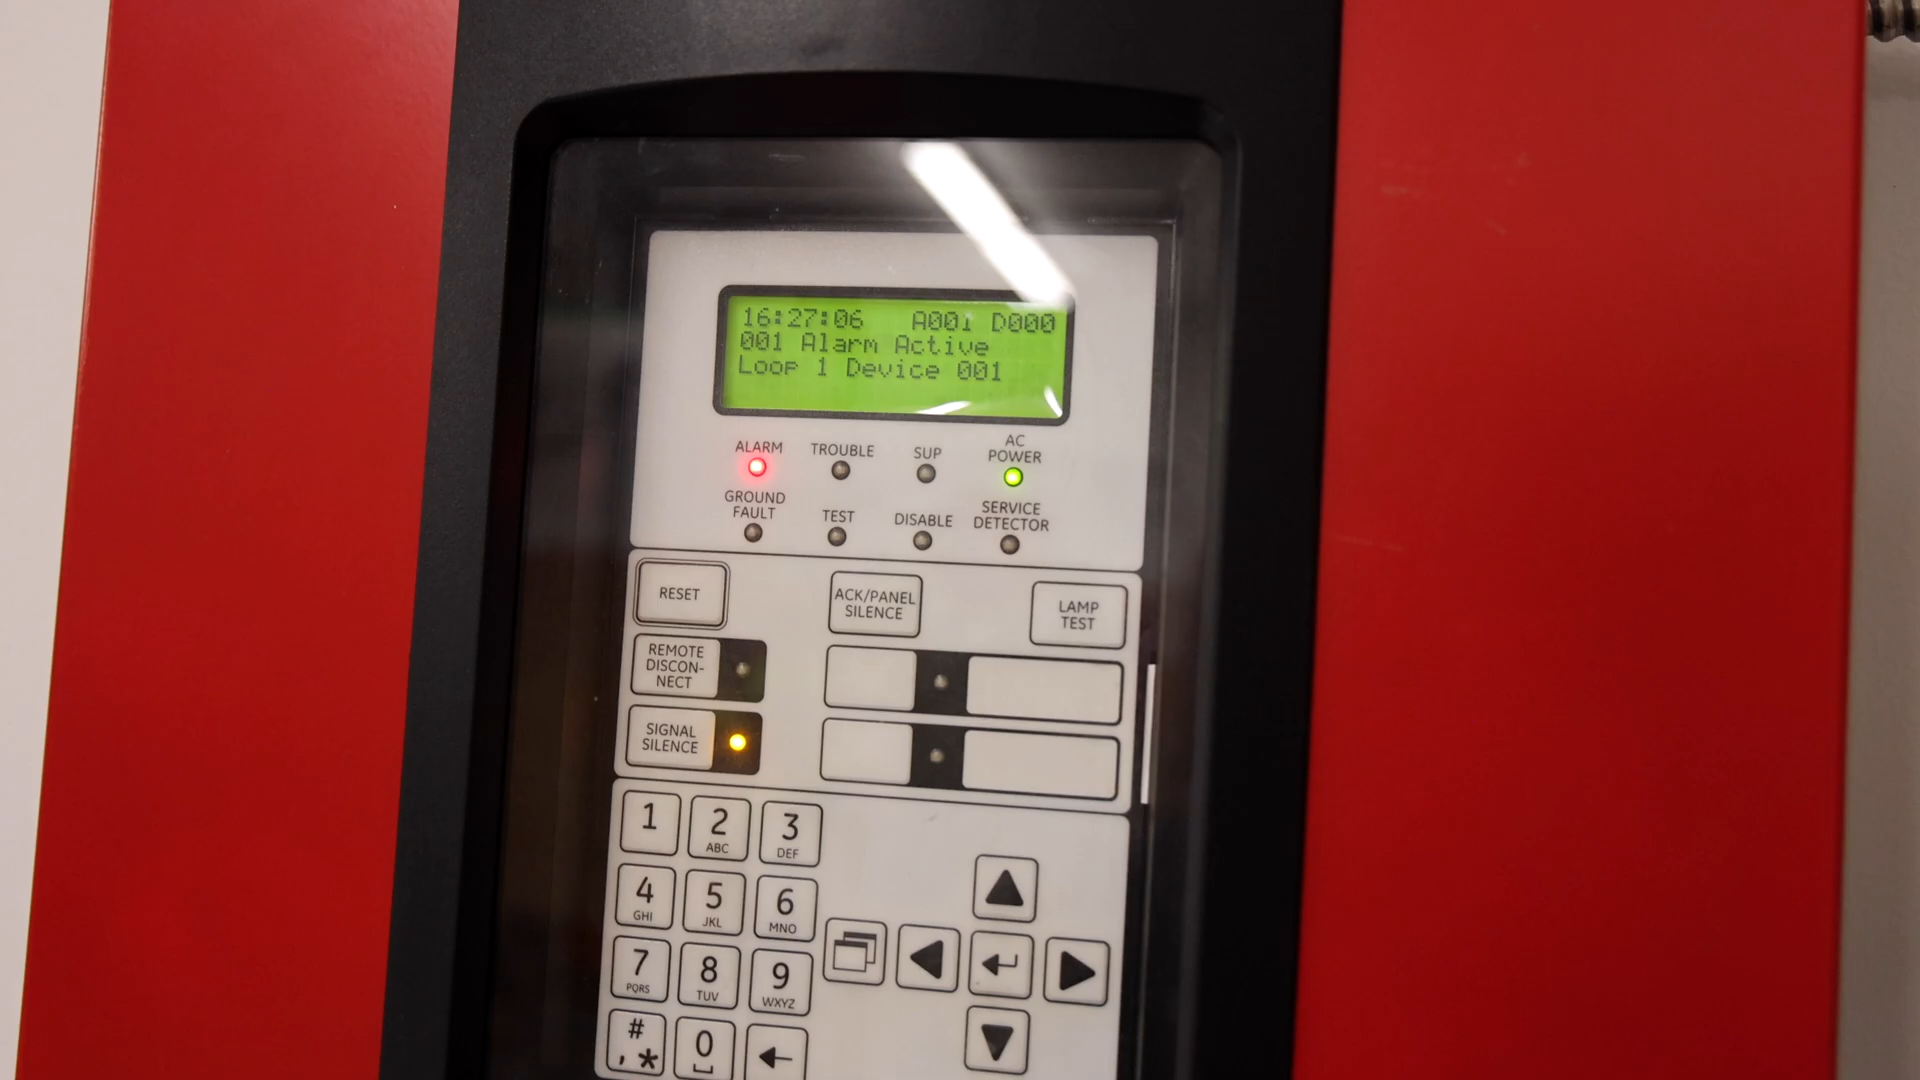 16:27:06 A001 D000
001 Alarm Active
Loop 1 Device 001
ALARM TROUBLE SUP AC POWER
GROUND FAULT TEST DISABLE SERVICE DETECTOR
RESET
ACK/PANEL
SILENCE
LAMP
TEST
REMOTE
DISCON-
NECT
SIGNAL
SILENCE
1 2 3
ABC DEF
4 5 6
GHI JKL MNO
7 8 9
PQRS TUV WXYZ
#
, * 0